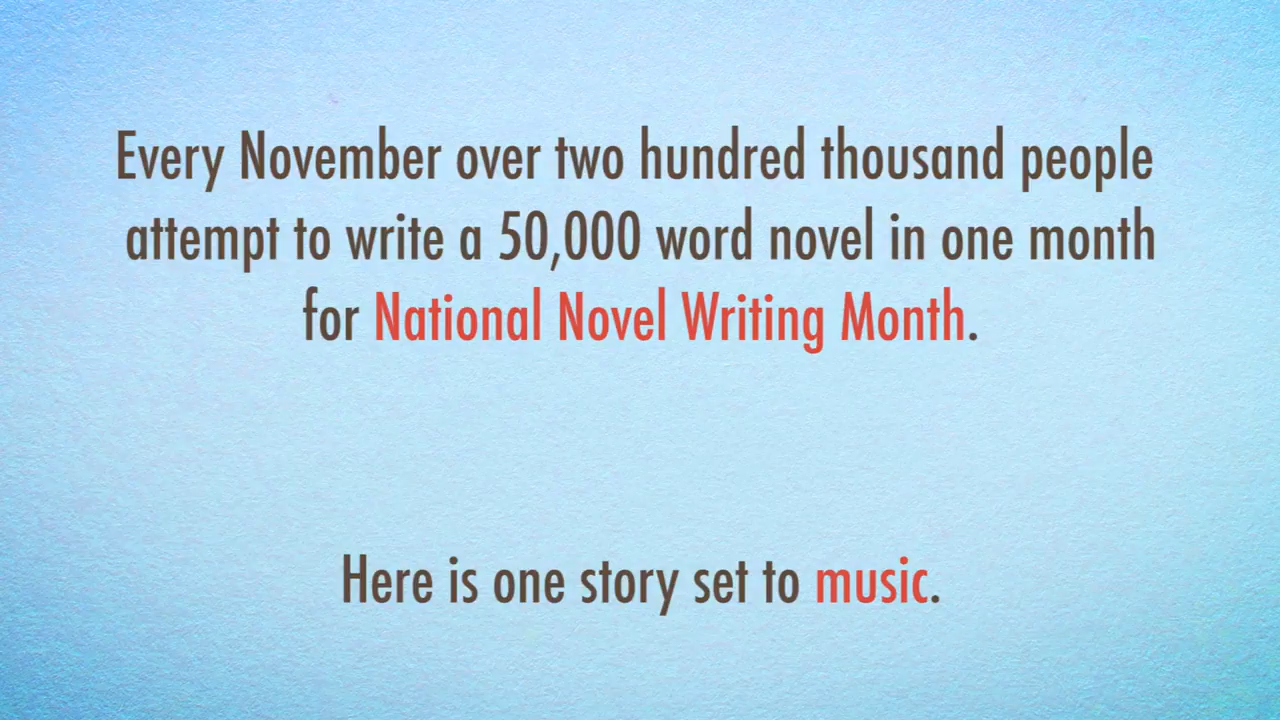 Every November over two hundred thousand people
attempt to write a 50,000 word novel in one month
for National Novel Writing Month.
Here is one story set to music.